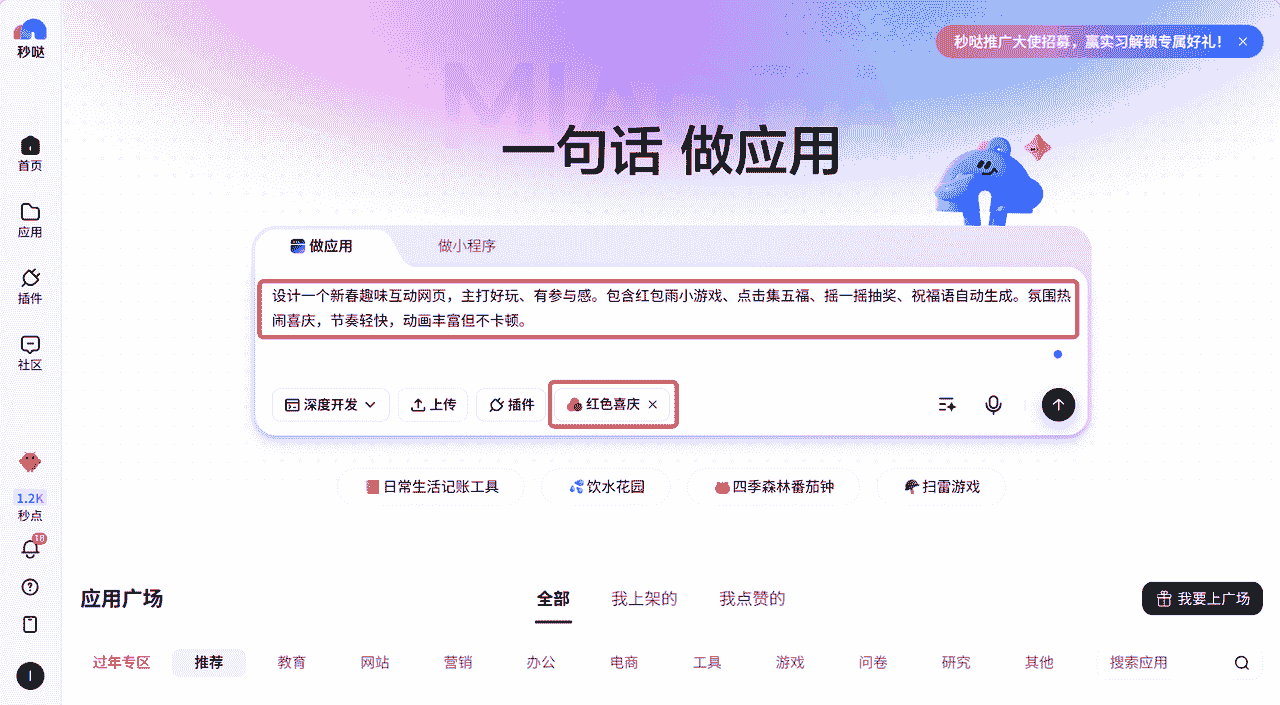 秒哒
秒哒推广大使招募，赢实习解锁专属好礼！
首页
应用
插件
社区
1.2K
秒点
18
一句话 做应用
做应用
做小程序
设计一个新春趣味互动网页，主打好玩、有参与感。包含红包雨小游戏、点击集五福、摇一摇抽奖、祝福语自动生成。氛围热
闹喜庆，节奏轻快，动画丰富但不卡顿。
深度开发
上传
插件
红色喜庆
日常生活记账工具
饮水花园
四季森林番茄钟
扫雷游戏
应用广场
全部
我上架的
我点赞的
我要上广场
过年专区
推荐
教育
网站
营销
办公
电商
工具
游戏
问卷
研究
其他
搜索应用
I